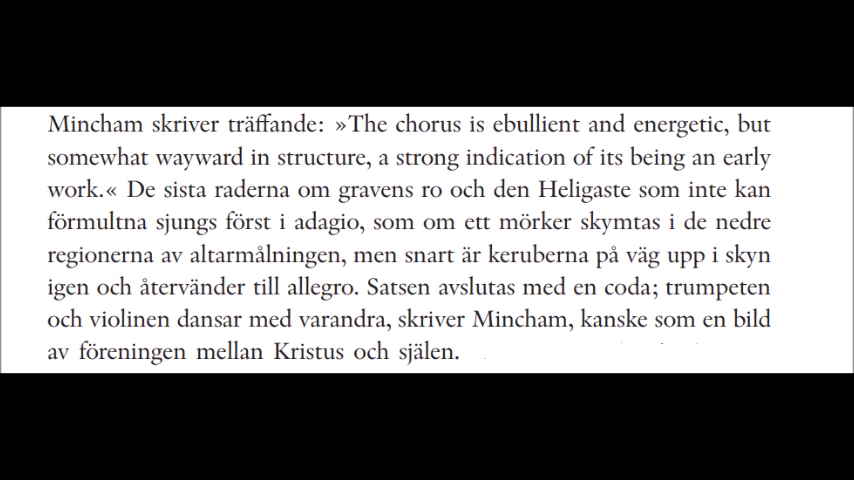 Mincham skriver träffande: »The chorus is ebullient and energetic, but
somewhat wayward in structure, a strong indication of its being an early
work.« De sista raderna om gravens ro och den Heligaste som inte kan
förmultna sjungs först i adagio, som om ett mörker skymtas i de nedre
regionerna av altarmålningen, men snart är keruberna på väg upp i skyn
igen och återvänder till allegro. Satsen avslutas med en coda; trumpeten
och violinen dansar med varandra, skriver Mincham, kanske som en bild
av föreningen mellan Kristus och själen.